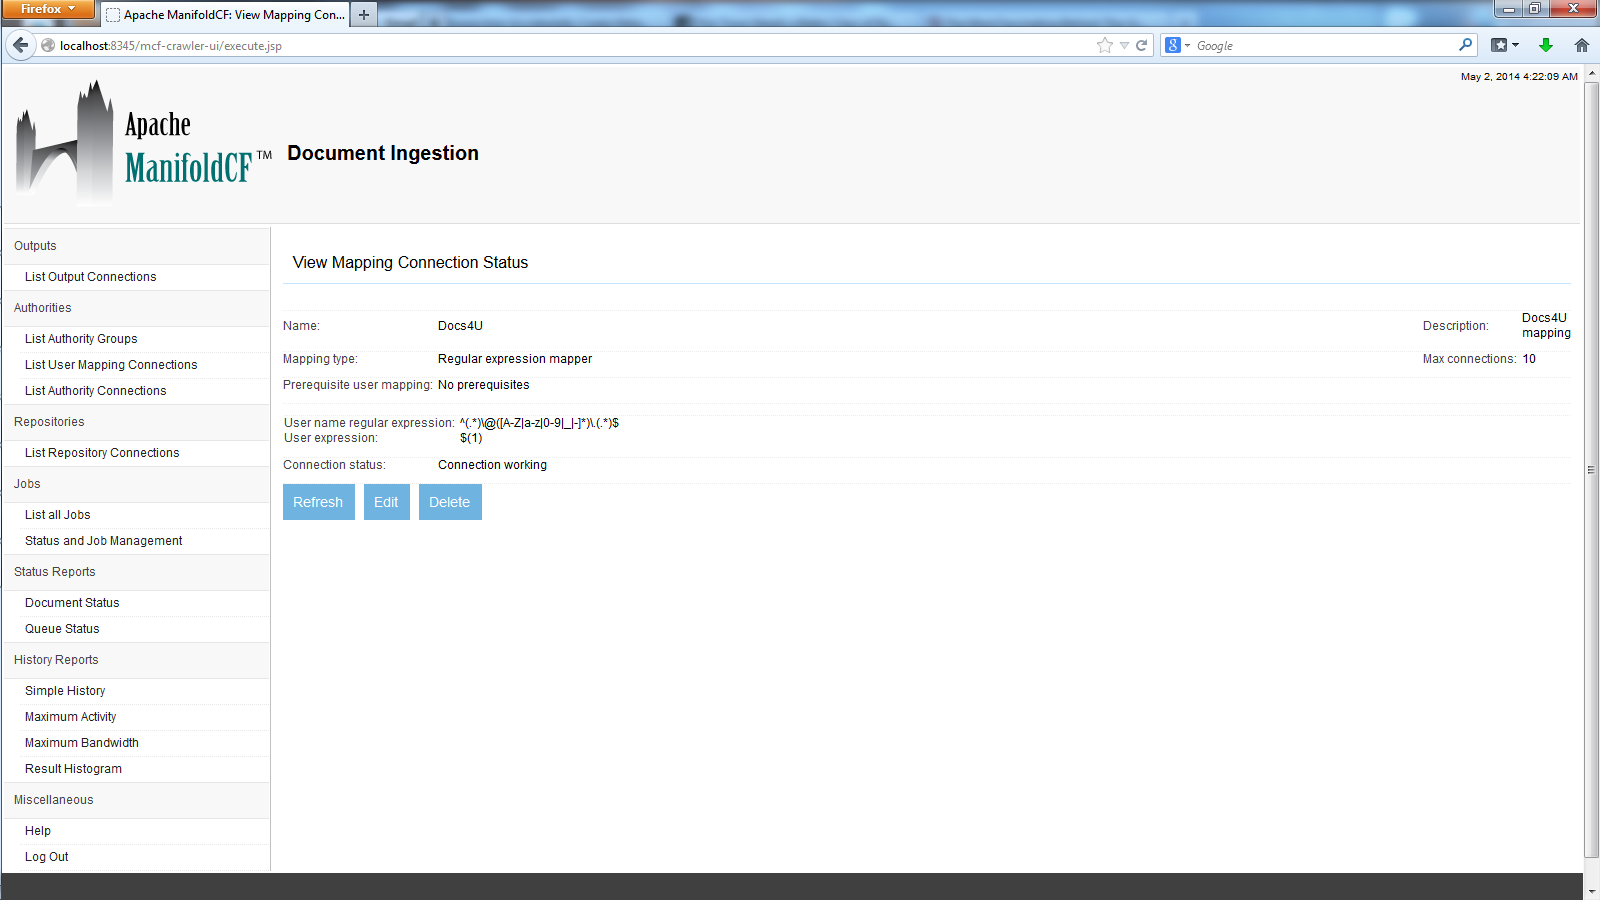 Firefox
Apache ManifoldCF: View Mapping Con...
localhost:8345/mcf-crawler-ui/execute.jsp
Google
May 2, 2014 4:22:09 AM
Apache
ManifoldCF™
Document Ingestion
Outputs
List Output Connections
Authorities
List Authority Groups
List User Mapping Connections
List Authority Connections
Repositories
List Repository Connections
Jobs
List all Jobs
Status and Job Management
Status Reports
Document Status
Queue Status
History Reports
Simple History
Maximum Activity
Maximum Bandwidth
Result Histogram
Miscellaneous
Help
Log Out
View Mapping Connection Status
Name: Docs4U Description: Docs4U
mapping
Mapping type: Regular expression mapper Max connections: 10
Prerequisite user mapping: No prerequisites
User name regular expression: ^(.*)\@([A-Z|a-z|0-9|_|-]*)\.(.*)$
User expression: $(1)
Connection status: Connection working
Refresh Edit Delete